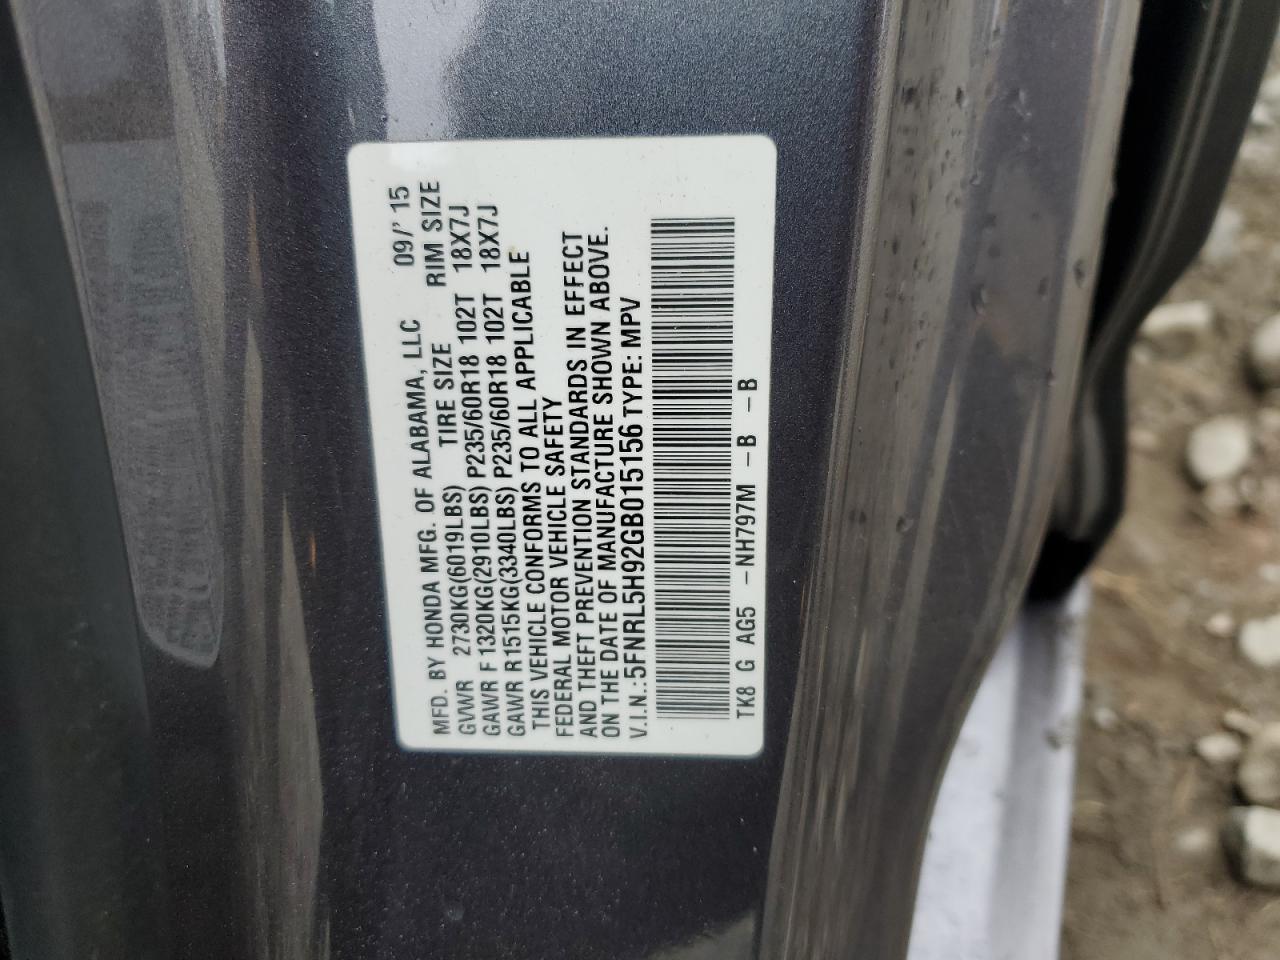 MFD. BY HONDA MFG. OF ALABAMA, LLC 09/'15
GVWR 2730KG(6019LBS) TIRE SIZE RIM SIZE
GAWR F 1320KG(2910LBS) P235/60R18 102T 18X7J
GAWR R 1515KG(3340LBS) P235/60R18 102T 18X7J
THIS VEHICLE CONFORMS TO ALL APPLICABLE
FEDERAL MOTOR VEHICLE SAFETY
AND THEFT PREVENTION STANDARDS IN EFFECT
ON THE DATE OF MANUFACTURE SHOWN ABOVE.
V.I.N.:5FNRL5H92GB015156 TYPE: MPV
TK8 G AG5 -NH797M -B -B